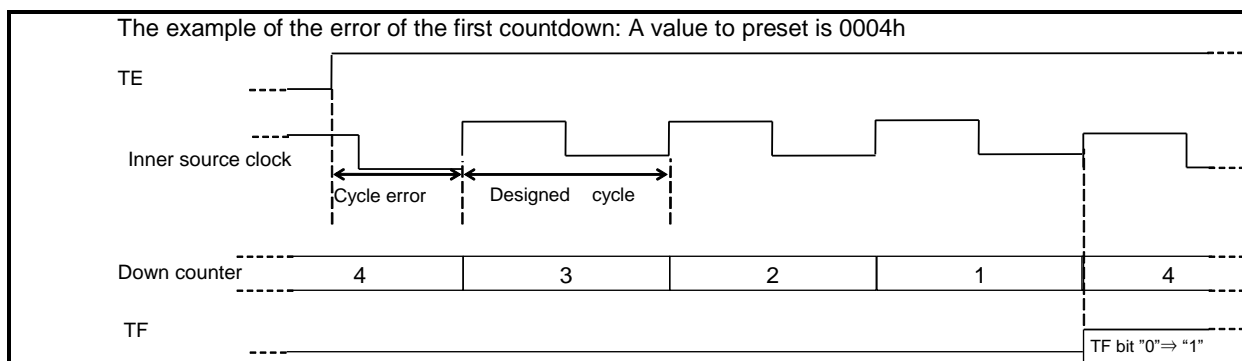 The example of the error of the first countdown: A value to preset is 0004h
TE
Inner source clock
Cycle error
Designed cycle
Down counter
4 3 2 1 4
TF
TF bit "0"⇒ “1”